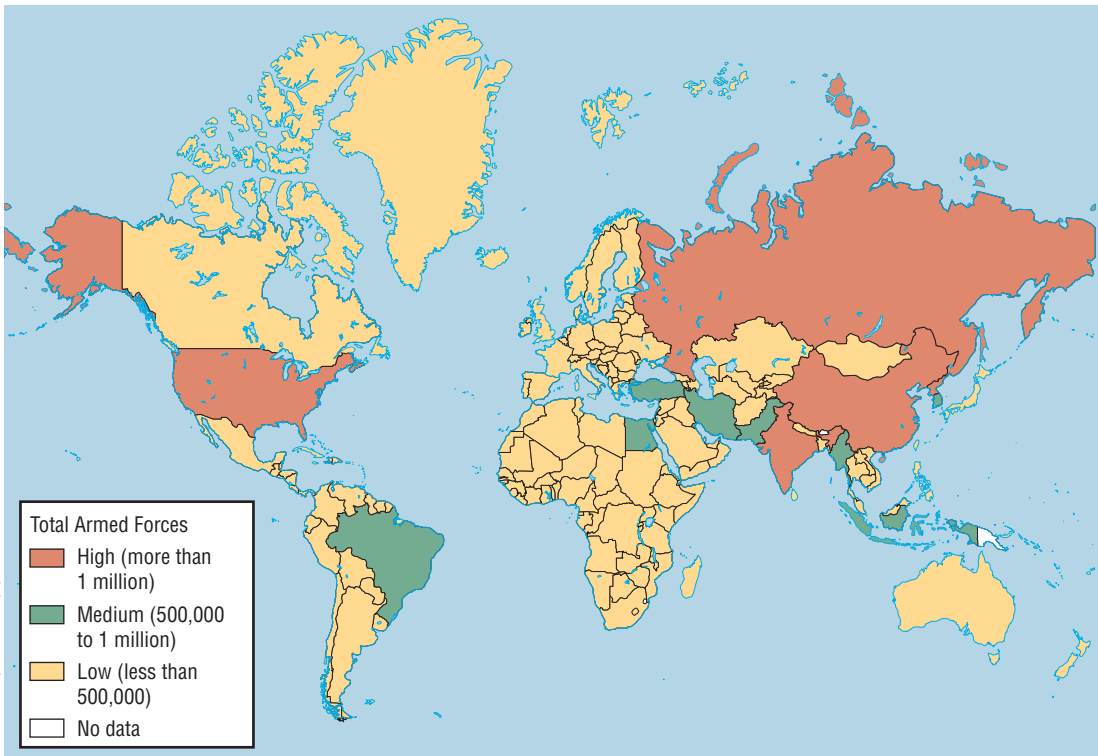 Total Armed Forces
High (more than
1 million)
Medium (500,000
to 1 million)
Low (less than
500,000)
No data